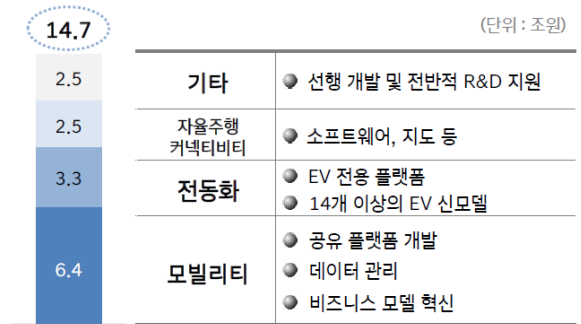 14.7
(단위 : 조원)
2.5
기타
선행 개발 및 전반적 R&D 지원
2.5
자율주행
커넥티비티
소프트웨어, 지도 등
3.3
전동화
EV 전용 플랫폼
14개 이상의 EV 신모델
6.4
모빌리티
공유 플랫폼 개발
데이터 관리
비즈니스 모델 혁신